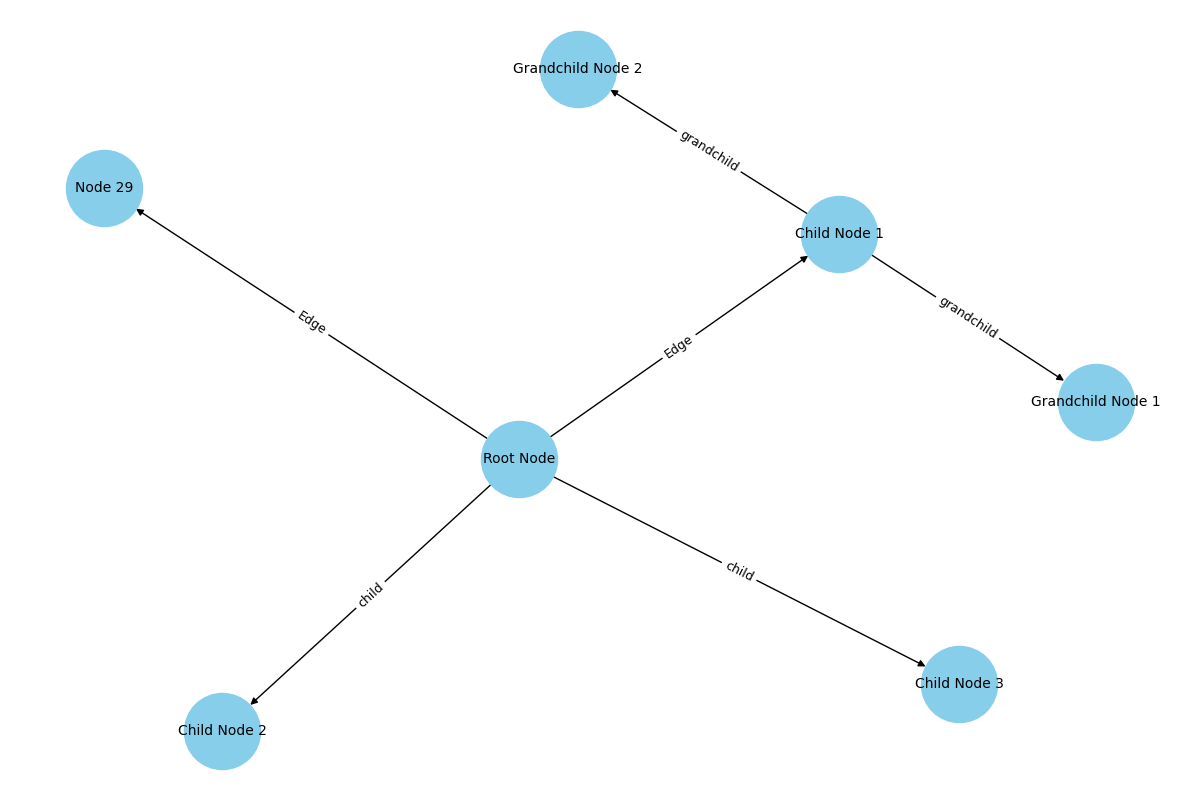 Grandchild Node 2
grandchild
Node 29
Child Node 1
grandchild
Edge
Edge
Grandchild Node 1
Root Node
child
child
Child Node 3
Child Node 2